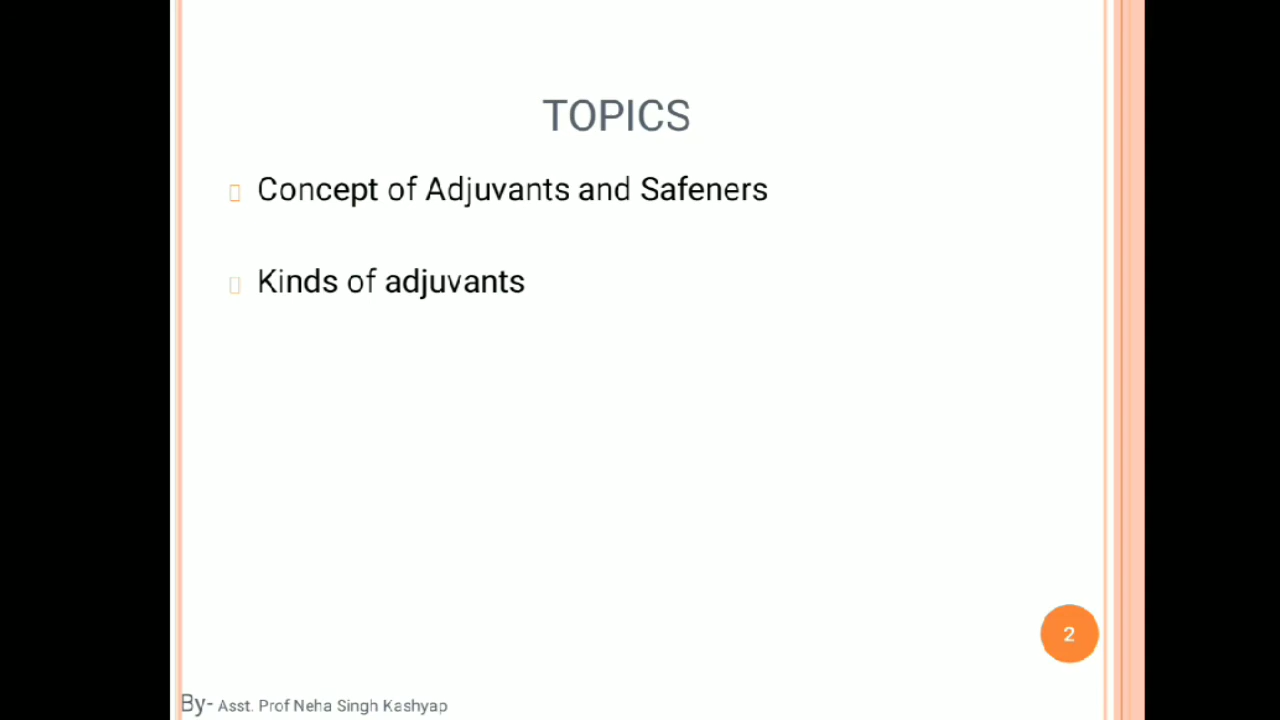 TOPICS
Concept of Adjuvants and Safeners
Kinds of adjuvants
2
By- Asst. Prof Neha Singh Kashyap